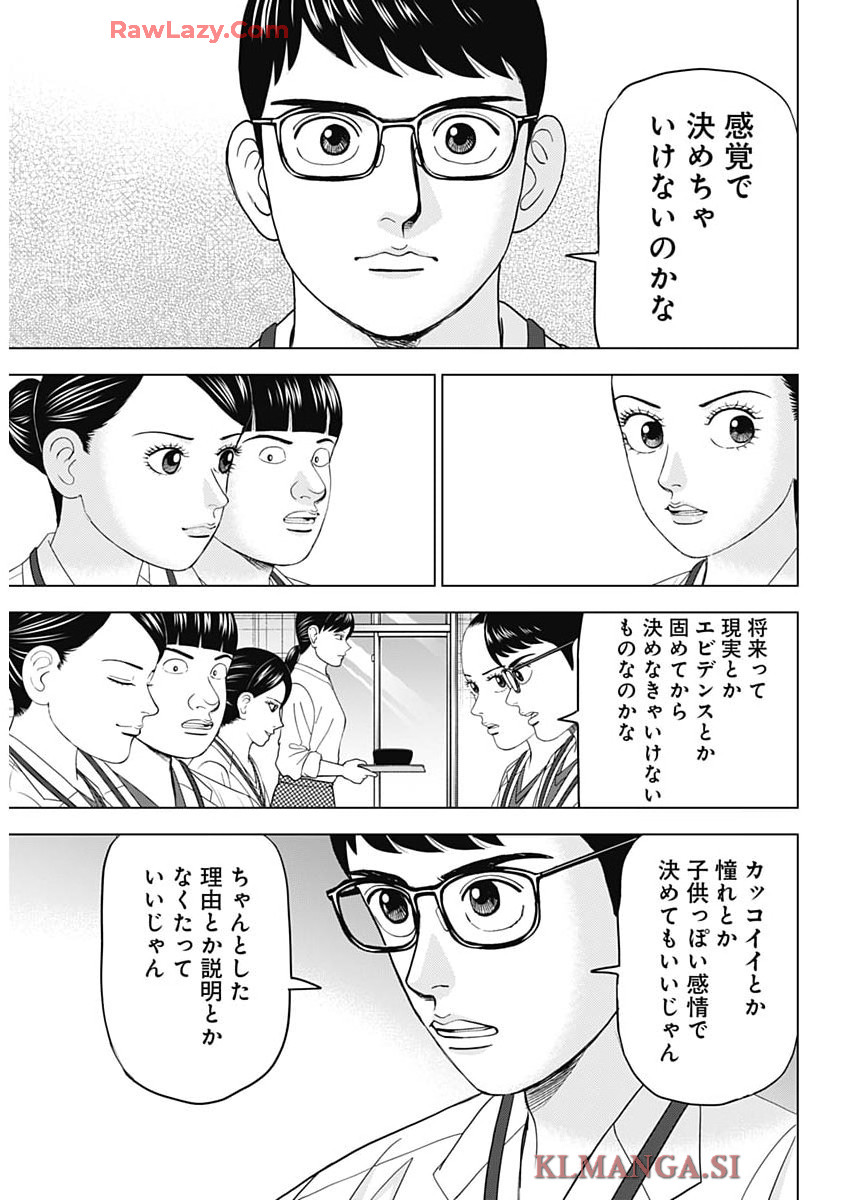 RawLazy.Com
感覚で
決めちゃ
いけないのかな
将来って
現実とか
エビデンスとか
固めてから
決めなきゃいけない
ものなのかな
カッコイイとか
憧れとか
子供っぽい感情で
決めてもいいじゃん
ちゃんとした
理由とか説明とか
なくたって
いいじゃん
KLMANGA.SI